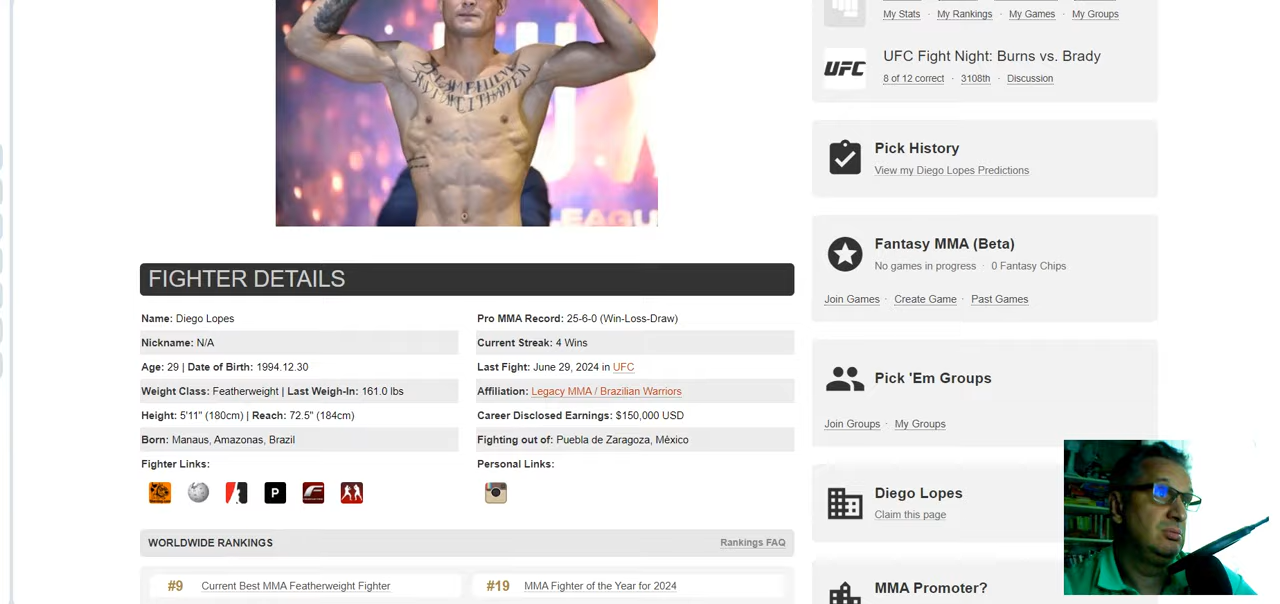 My Stats · My Rankings · My Games · My Groups
UFC
UFC Fight Night: Burns vs. Brady
8 of 12 correct · 3108th · Discussion
Pick History
View my Diego Lopes Predictions
Fantasy MMA (Beta)
No games in progress · 0 Fantasy Chips
Join Games · Create Game · Past Games
Pick 'Em Groups
Join Groups · My Groups
Diego Lopes
Claim this page
MMA Promoter?
FIGHTER DETAILS
Name: Diego Lopes
Pro MMA Record: 25-6-0 (Win-Loss-Draw)
Nickname: N/A
Current Streak: 4 Wins
Age: 29 | Date of Birth: 1994.12.30
Last Fight: June 29, 2024 in UFC
Weight Class: Featherweight | Last Weigh-In: 161.0 lbs
Affiliation: Legacy MMA / Brazilian Warriors
Height: 5'11" (180cm) | Reach: 72.5" (184cm)
Career Disclosed Earnings: $150,000 USD
Born: Manaus, Amazonas, Brazil
Fighting out of: Puebla de Zaragoza, México
Fighter Links:
Personal Links:
P
WORLDWIDE RANKINGS
Rankings FAQ
#9 Current Best MMA Featherweight Fighter
#19 MMA Fighter of the Year for 2024